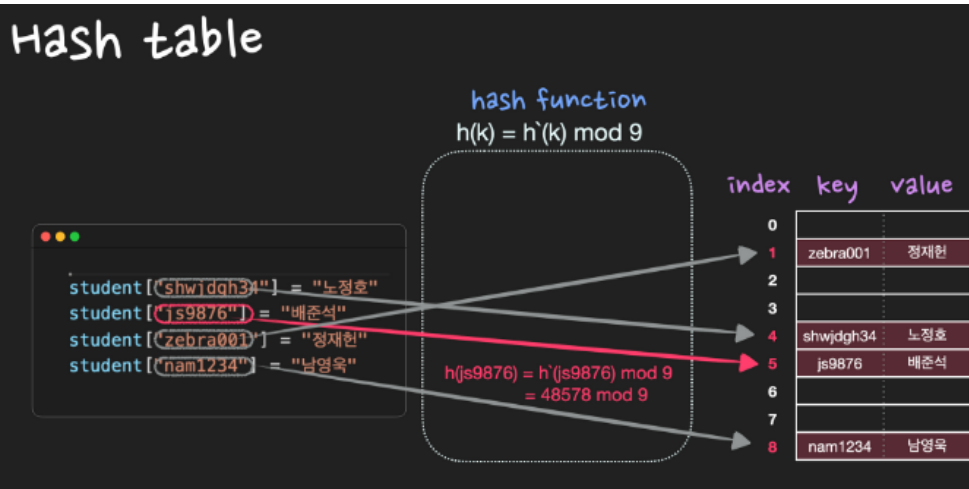 Hash table
hash function
h(k) = h`(k) mod 9
index key value
student["shwjdgh34"] = "노정호"
student["js9876"] = "배준석"
student["zebra001"] = "정재헌"
student["nam1234"] = "남영욱"
h(js9876) = h`(js9876) mod 9
= 48578 mod 9
0
1 zebra001 정재헌
2
3
4 shwjdgh34 노정호
5 js9876 배준석
6
7
8 nam1234 남영욱